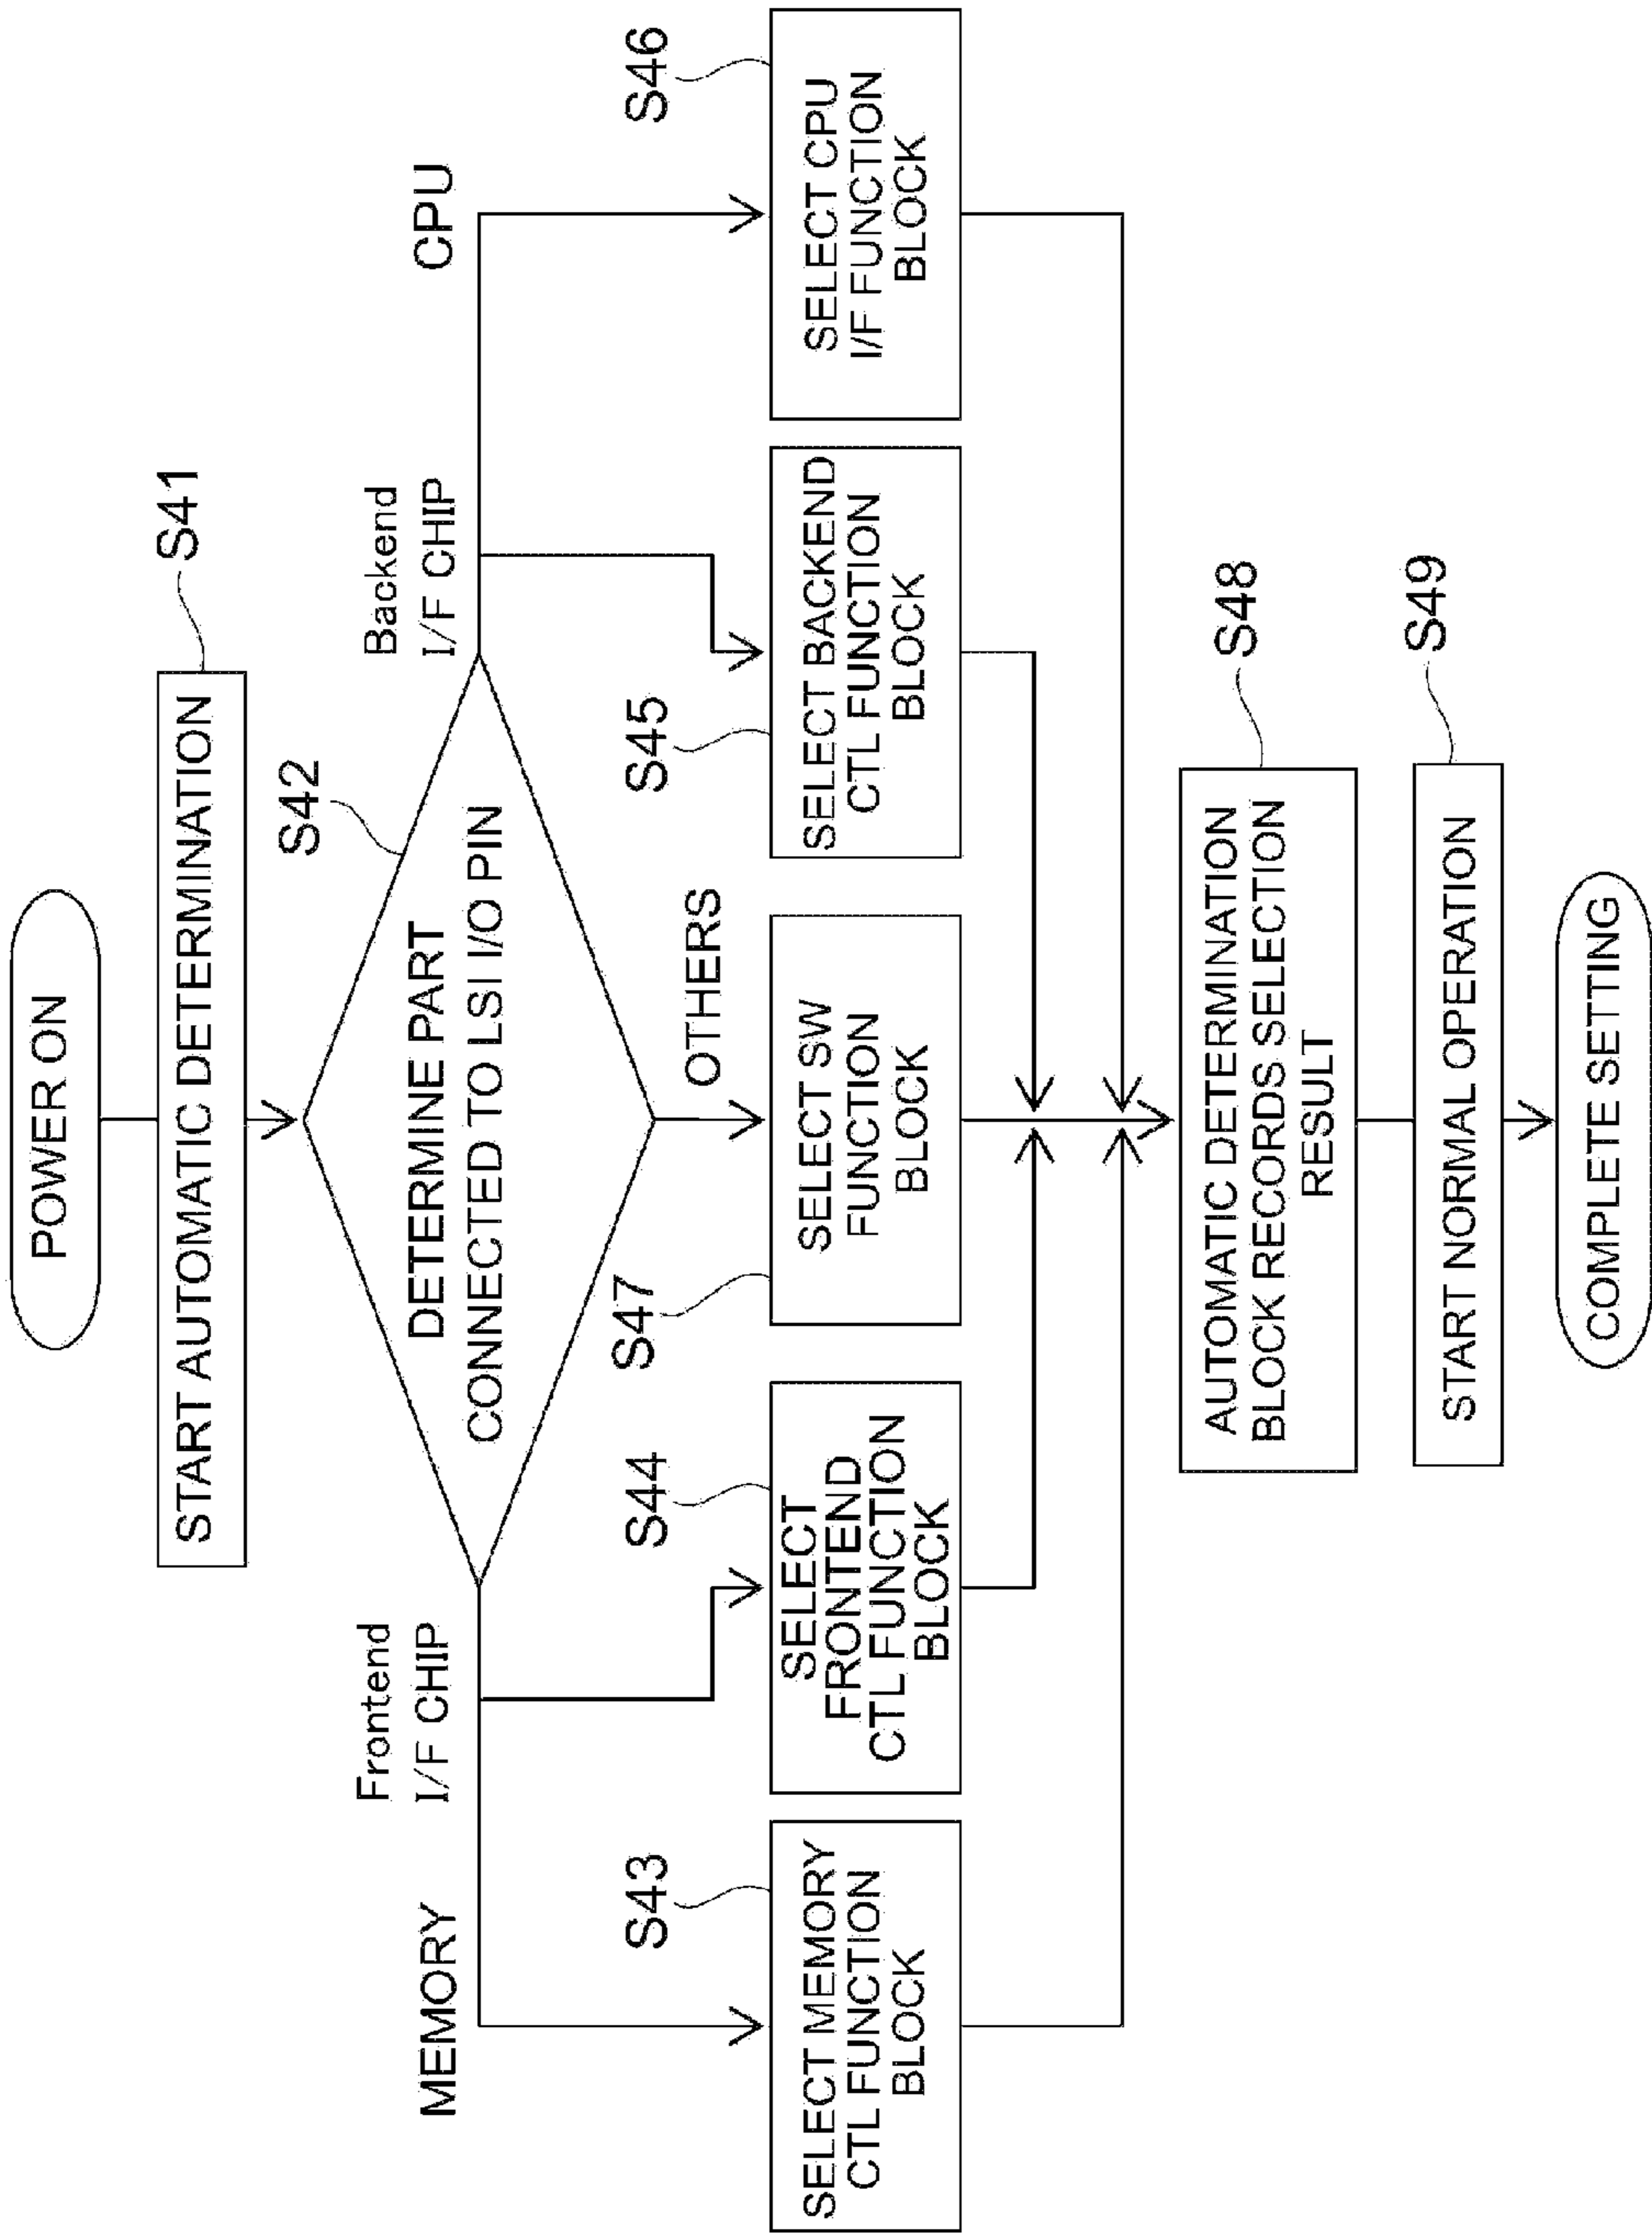 POWER ON
START AUTOMATIC DETERMINATION
S41
S42
DETERMINE PART
CONNECTED TO LSI I/O PIN
MEMORY
Frontend
I/F CHIP
OTHERS
Backend
I/F CHIP
CPU
S43
SELECT MEMORY
CTL FUNCTION
BLOCK
S44
SELECT
FRONTEND
CTL FUNCTION
BLOCK
S47
SELECT SW
FUNCTION
BLOCK
S45
SELECT BACKEND
CTL FUNCTION
BLOCK
S46
SELECT CPU
I/F FUNCTION
BLOCK
S48
AUTOMATIC DETERMINATION
BLOCK RECORDS SELECTION
RESULT
S49
START NORMAL OPERATION
COMPLETE SETTING